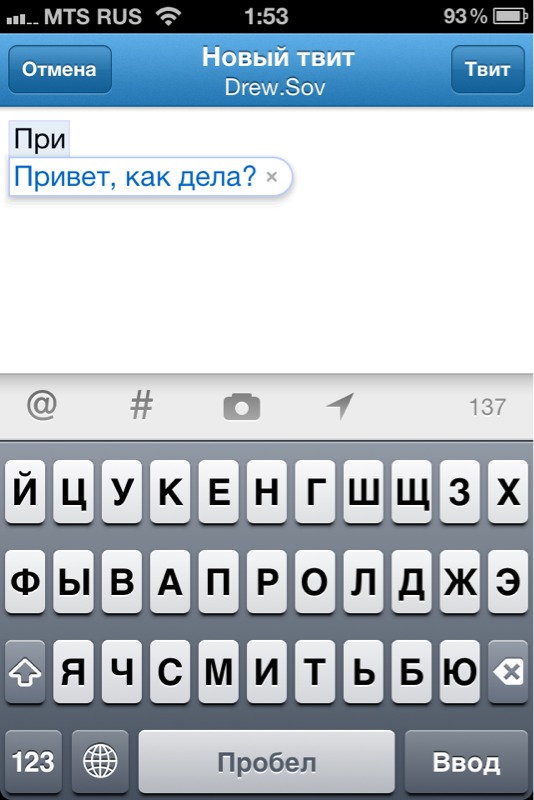 MTS RUS 1:53 93 %
Отмена Новый твит Твит
Drew.Sov
При
Привет, как дела? ×
@ # 137
Й Ц У К Е Н Г Ш Щ З Х
Ф Ы В А П Р О Л Д Ж Э
Я Ч С М И Т Ь Б Ю
123 Пробел Ввод